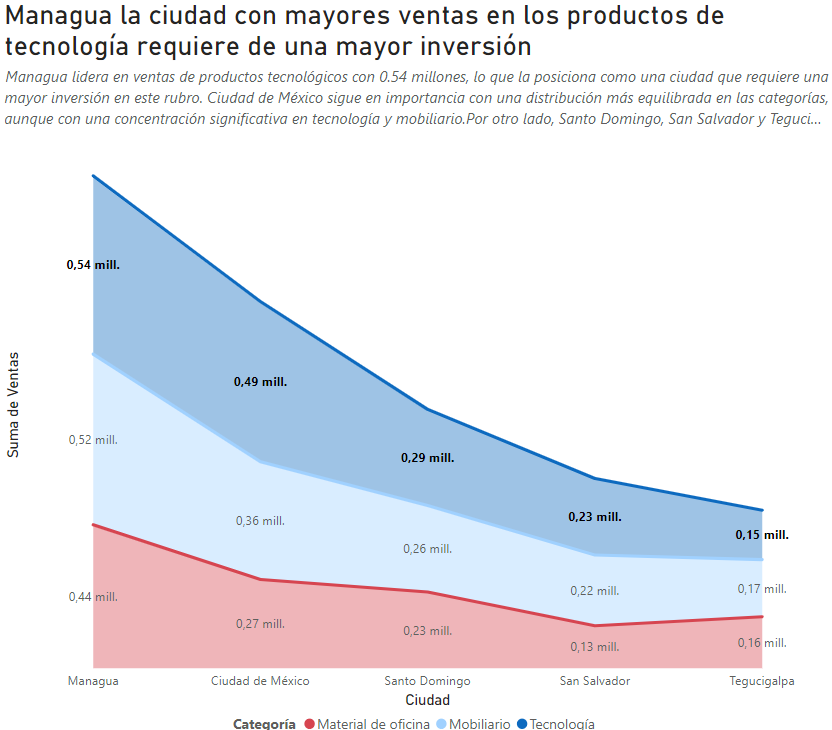 Managua la ciudad con mayores ventas en los productos de
tecnología requiere de una mayor inversión
Managua lidera en ventas de productos tecnológicos con 0.54 millones, lo que la posiciona como una ciudad que requiere una
mayor inversión en este rubro. Ciudad de México sigue en importancia con una distribución más equilibrada en las categorías,
aunque con una concentración significativa en tecnología y mobiliario.Por otro lado, Santo Domingo, San Salvador y Teguci...
Suma de Ventas
0,54 mill.
0,49 mill.
0,29 mill.
0,23 mill.
0,15 mill.
0,52 mill.
0,36 mill.
0,26 mill.
0,22 mill.
0,17 mill.
0,44 mill.
0,27 mill.
0,23 mill.
0,13 mill.
0,16 mill.
Managua Ciudad de México Santo Domingo San Salvador Tegucigalpa
Ciudad
Categoría Material de oficina Mobiliario Tecnología